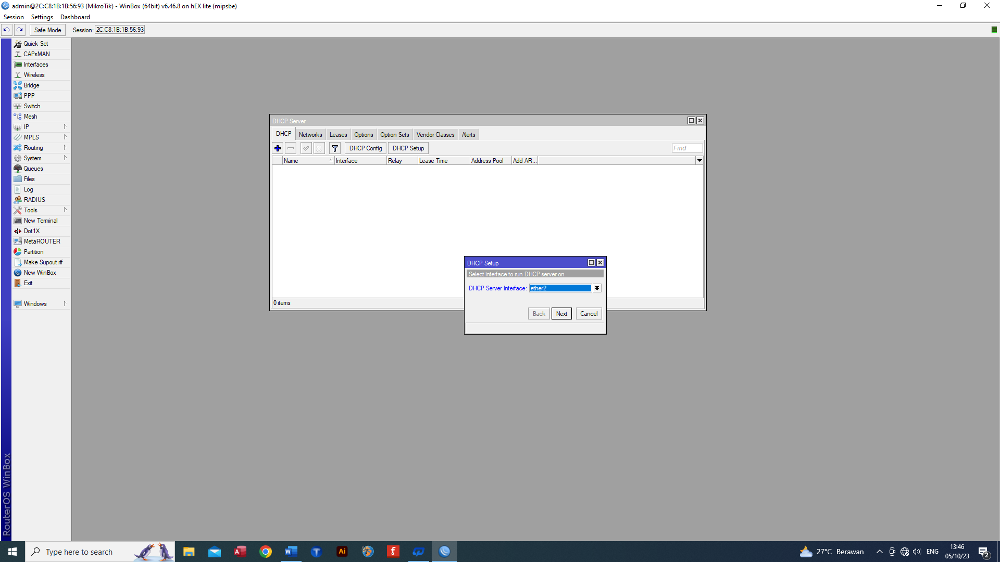 admin@2C:C8:1B:1B:56:93 (MikroTik) - WinBox (64bit) v6.46.8 on hEX lite (mipsbe)
Session Settings Dashboard
Safe Mode Session: 2C:C8:1B:1B:56:93
Quick Set
CAPsMAN
Interfaces
Wireless
Bridge
PPP
Switch
Mesh
IP
MPLS
Routing
System
Queues
Files
Log
RADIUS
Tools
New Terminal
Dot1X
MetaROUTER
Partition
Make Supout.rif
New WinBox
Exit
Windows
RouterOS WinBox
DHCP Server
DHCP Networks Leases Options Option Sets Vendor Classes Alerts
DHCP Config DHCP Setup Find
Name Interface Relay Lease Time Address Pool Add AR...
0 items
DHCP Setup
Select interface to run DHCP server on
DHCP Server Interface: ether2
Back Next Cancel
Type here to search
27°C Berawan ENG
13:46
05/10/23
2